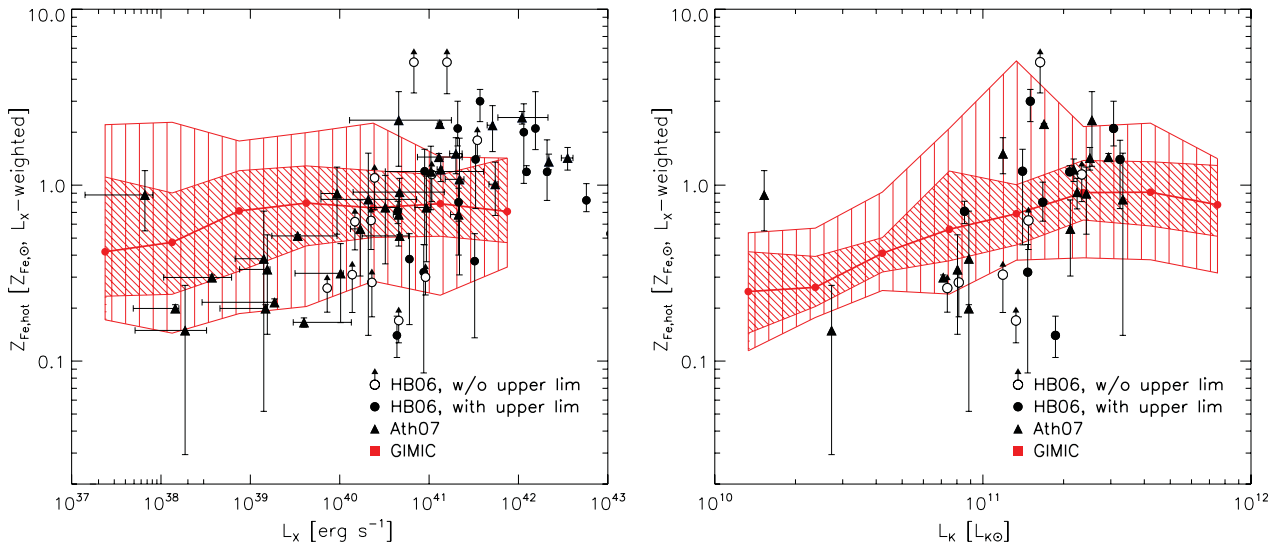 10.0
1.0
0.1
Z_Fe,hot [Z_Fe,⊙, L_X-weighted]
HB06, w/o upper lim
HB06, with upper lim
Ath07
GIMIC
10^37 10^38 10^39 10^40 10^41 10^42 10^43
L_X [erg s^-1]
10.0
1.0
0.1
Z_Fe,hot [Z_Fe,⊙, L_X-weighted]
HB06, w/o upper lim
HB06, with upper lim
Ath07
GIMIC
10^10 10^11 10^12
L_K [L_K⊙]